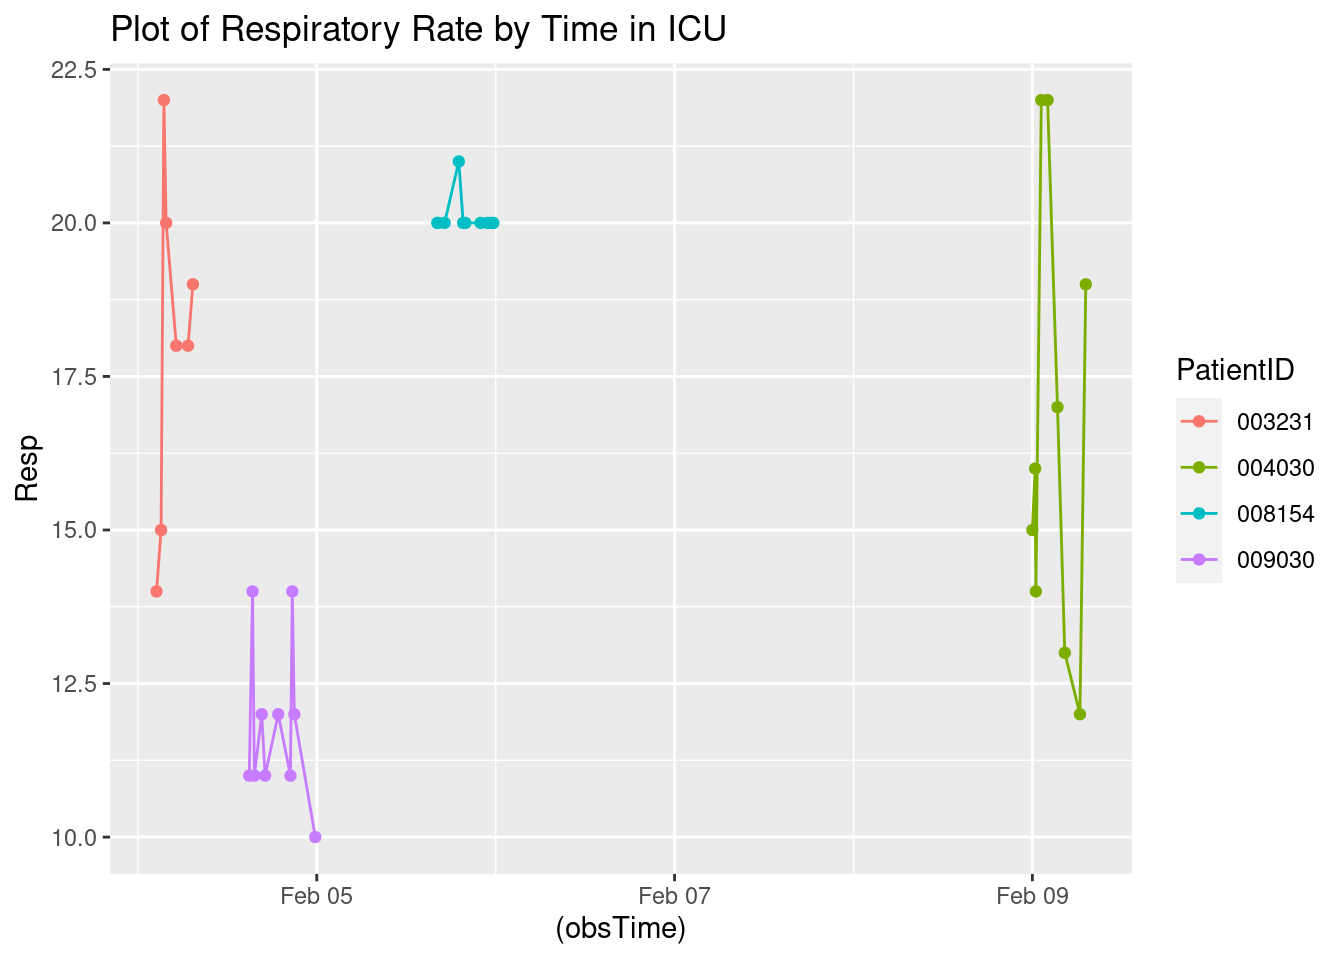 Plot of Respiratory Rate by Time in ICU
Resp
22.5
20.0
17.5
15.0
12.5
10.0
Feb 05
Feb 07
Feb 09
(obsTime)
PatientID
003231
004030
008154
009030